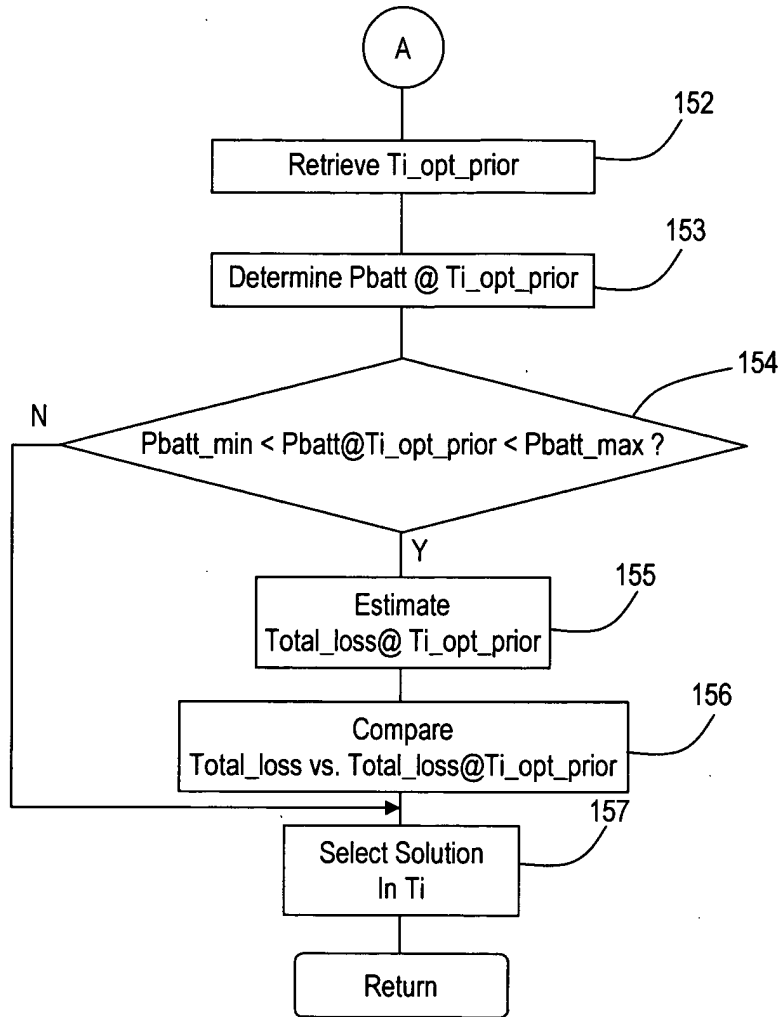 A
152
Retrieve Ti_opt_prior
153
Determine Pbatt @ Ti_opt_prior
154
N
Pbatt_min < Pbatt@Ti_opt_prior < Pbatt_max ?
Y
155
Estimate
Total_loss@ Ti_opt_prior
156
Compare
Total_loss vs. Total_loss@Ti_opt_prior
157
Select Solution
In Ti
Return